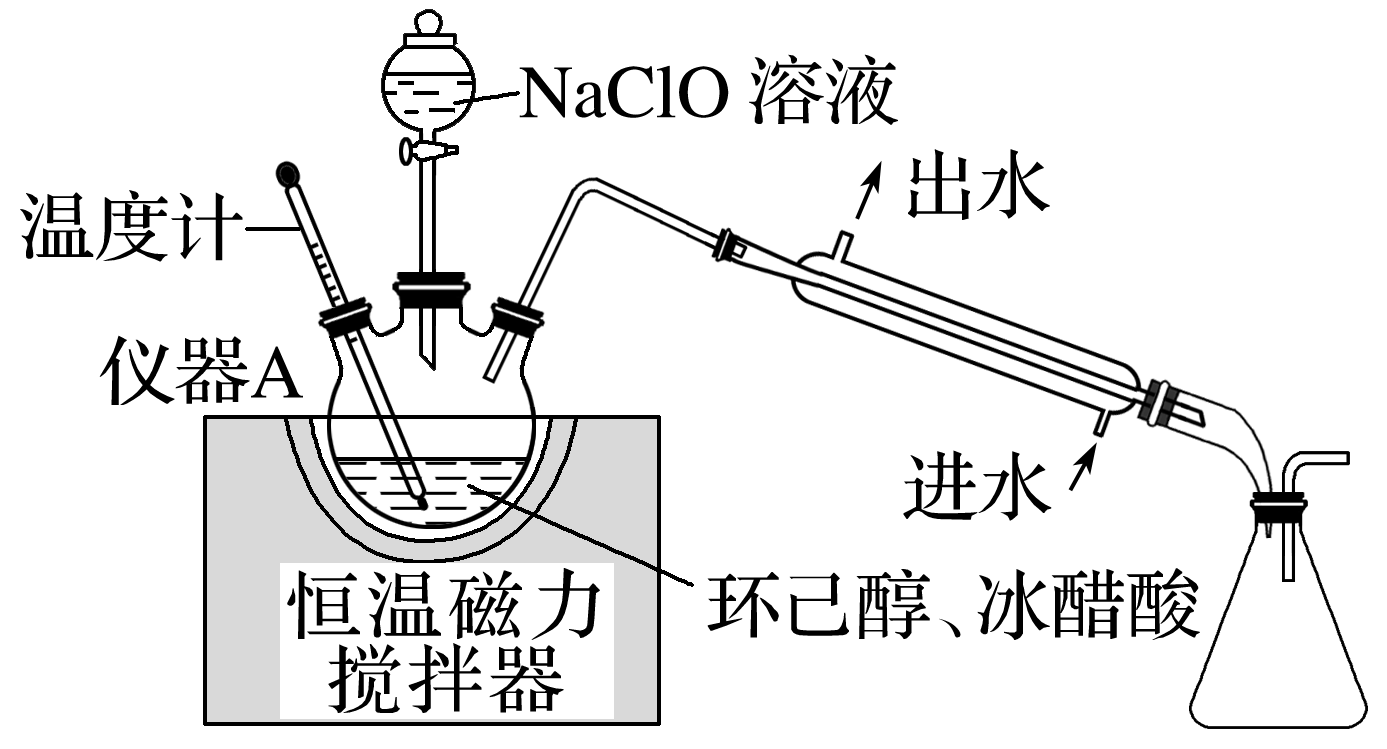 NaClO 溶液
出水
温度计
仪器A
进水
环己醇、冰醋酸
恒温磁力
搅拌器